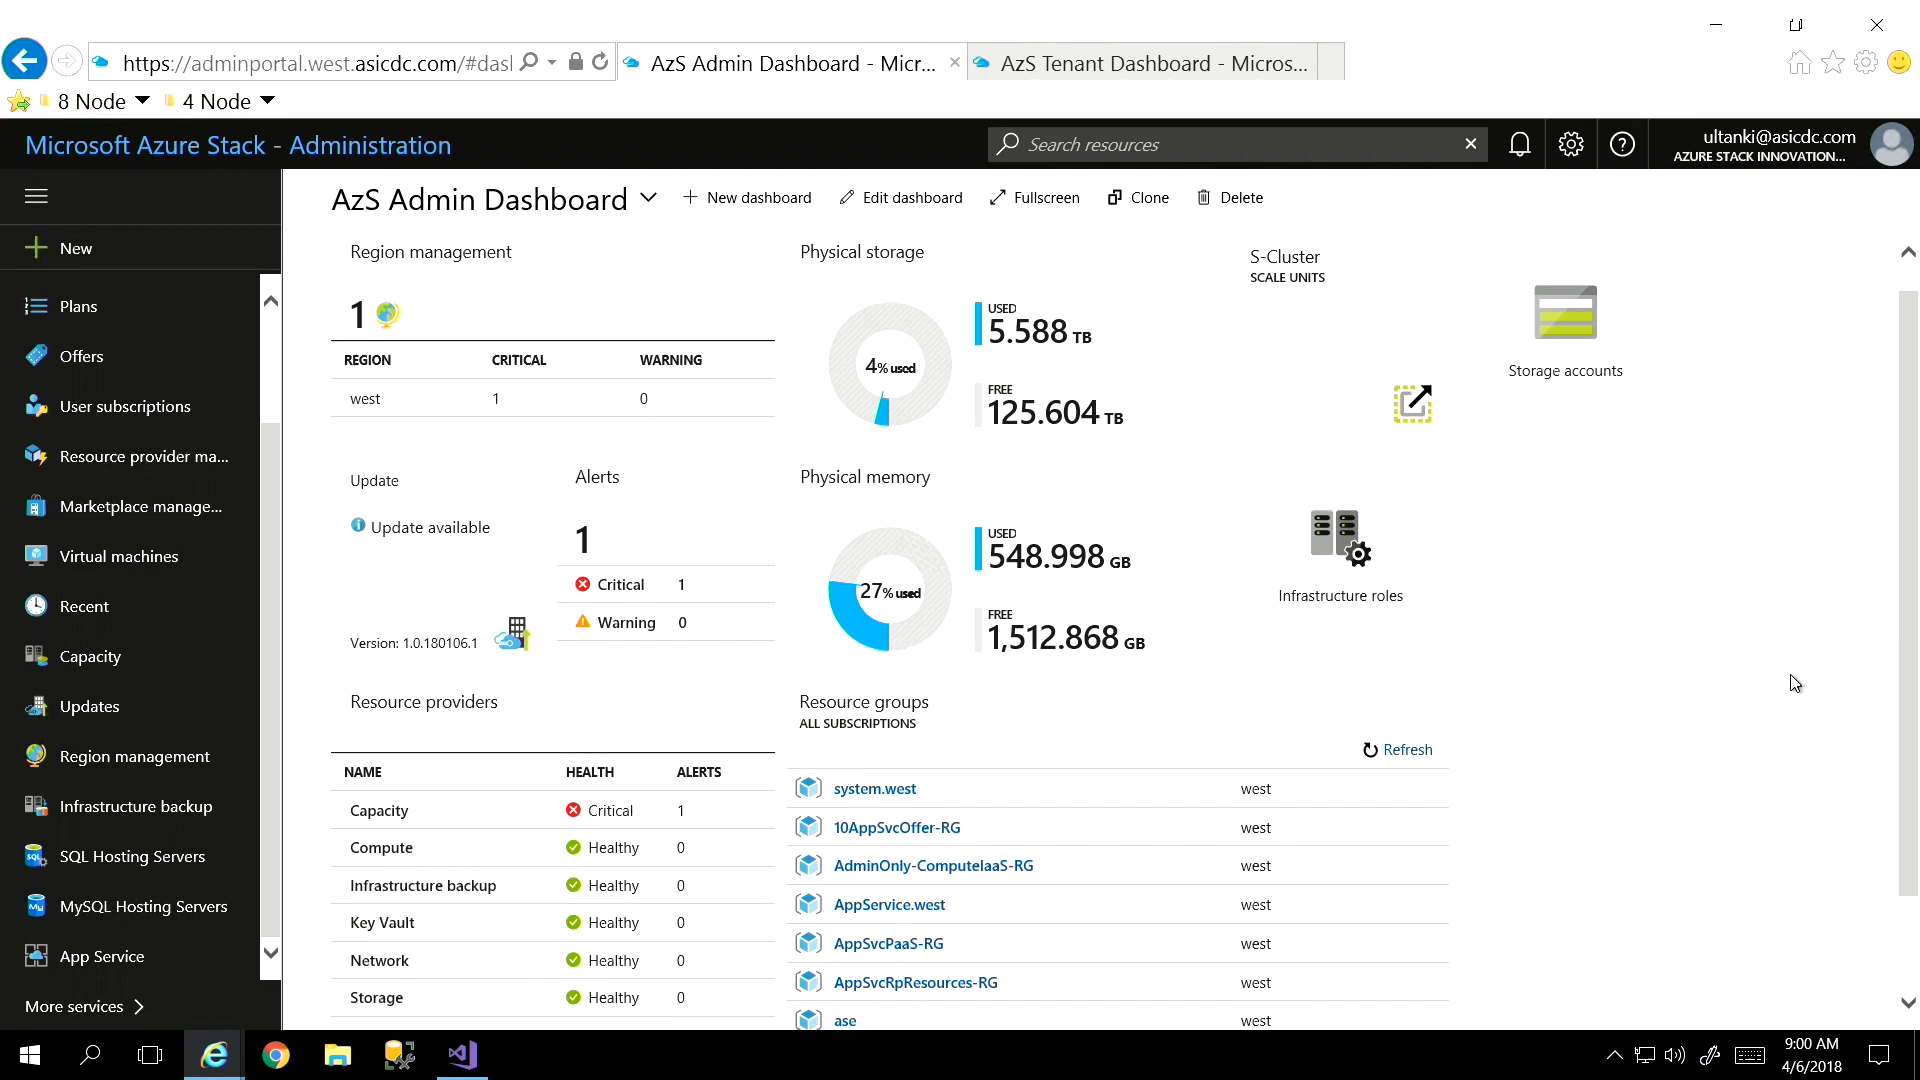 https://adminportal.west.asicdc.com/#dasl
AzS Admin Dashboard - Micr...
AzS Tenant Dashboard - Micros...
8 Node
4 Node
Microsoft Azure Stack - Administration
Search resources
ultanki@asicdc.com
AZURE STACK INNOVATION...
New
Plans
Offers
User subscriptions
Resource provider ma...
Marketplace manage...
Virtual machines
Recent
Capacity
Updates
Region management
Infrastructure backup
SQL Hosting Servers
MySQL Hosting Servers
App Service
More services
AzS Admin Dashboard
New dashboard
Edit dashboard
Fullscreen
Clone
Delete
Region management
1
REGION CRITICAL WARNING
west 1 0
Physical storage
4% used
USED
5.588 TB
FREE
125.604 TB
S-Cluster
SCALE UNITS
Storage accounts
Update
Update available
Version: 1.0.180106.1
Alerts
1
Critical 1
Warning 0
Physical memory
27% used
USED
548.998 GB
FREE
1,512.868 GB
Infrastructure roles
Resource providers
NAME HEALTH ALERTS
Capacity Critical 1
Compute Healthy 0
Infrastructure backup Healthy 0
Key Vault Healthy 0
Network Healthy 0
Storage Healthy 0
Resource groups
ALL SUBSCRIPTIONS
Refresh
system.west west
10AppSvcOffer-RG west
AdminOnly-ComputeIaaS-RG west
AppService.west west
AppSvcPaaS-RG west
AppSvcRpResources-RG west
ase west
9:00 AM
4/6/2018